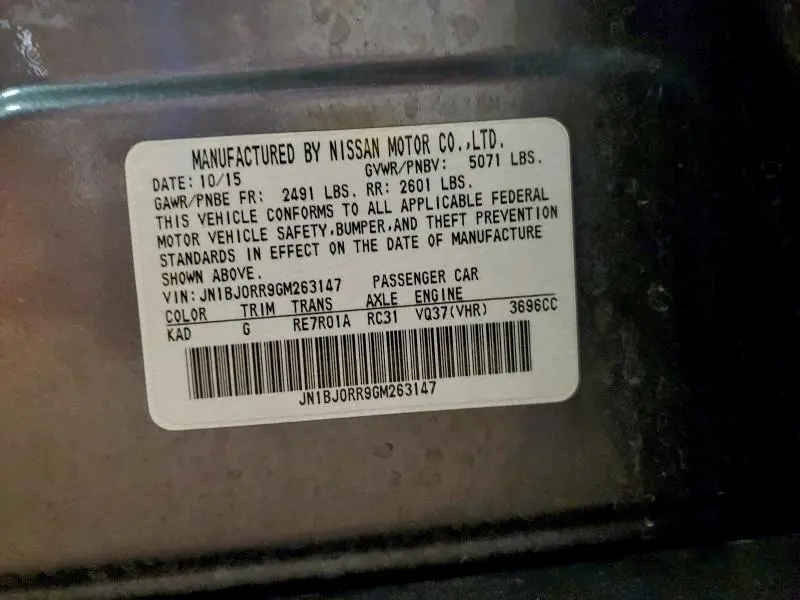 MANUFACTURED BY NISSAN MOTOR CO.,LTD.
DATE: 10/15 GVWR/PNBV: 5071 LBS.
GAWR/PNBE FR: 2491 LBS. RR: 2601 LBS.
THIS VEHICLE CONFORMS TO ALL APPLICABLE FEDERAL
MOTOR VEHICLE SAFETY,BUMPER,AND THEFT PREVENTION
STANDARDS IN EFFECT ON THE DATE OF MANUFACTURE
SHOWN ABOVE.
VIN: JN1BJ0RR9GM263147 PASSENGER CAR
COLOR TRIM TRANS AXLE ENGINE
KAD G RE7R01A RC31 VQ37(VHR) 3696CC
JN1BJ0RR9GM263147